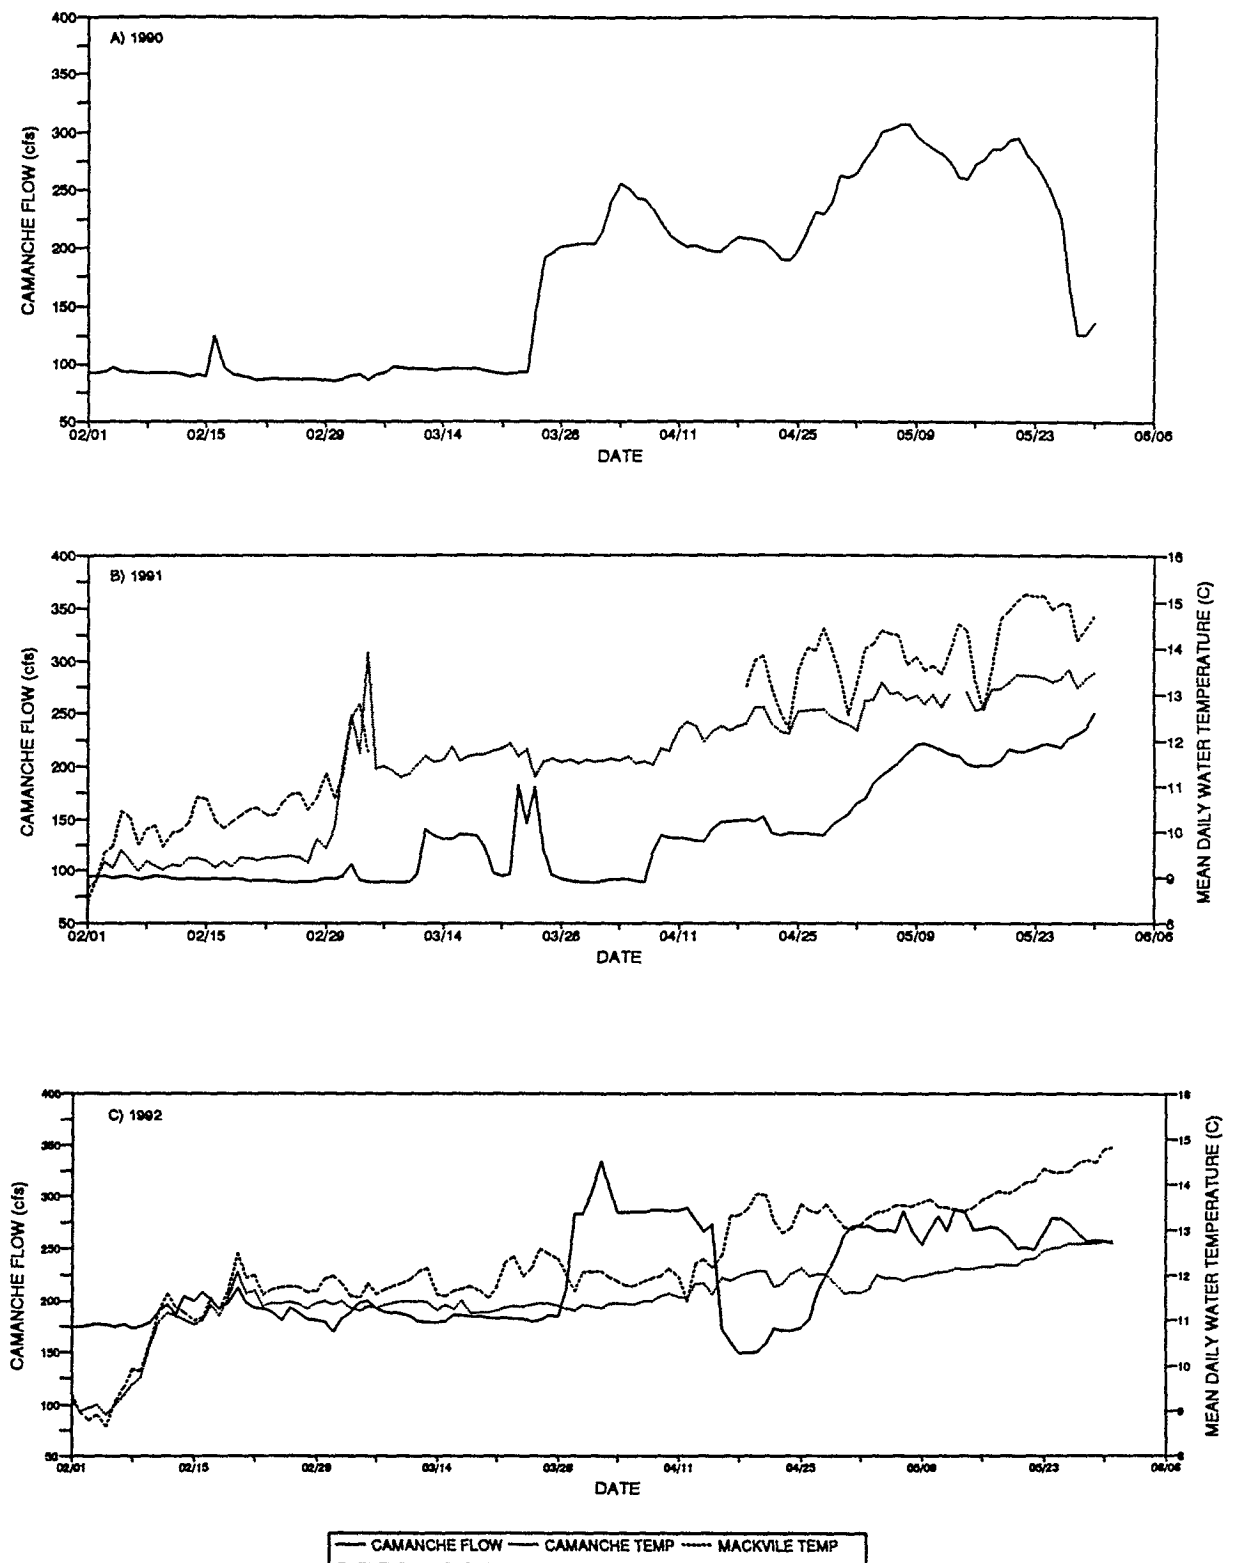 A) 1990
400
350
300
250
200
150
100
50
CAMANCHE FLOW (cfs)
02/01 02/15 02/29 03/14 03/28 04/11 04/25 05/09 05/23 06/06
DATE
B) 1991
400
350
300
250
200
150
100
50
CAMANCHE FLOW (cfs)
16
15
14
13
12
11
10
9
8
MEAN DAILY WATER TEMPERATURE (C)
02/01 02/15 02/29 03/14 03/28 04/11 04/25 05/09 05/23 06/06
DATE
C) 1992
400
350
300
250
200
150
100
50
CAMANCHE FLOW (cfs)
16
15
14
13
12
11
10
9
8
MEAN DAILY WATER TEMPERATURE (C)
02/01 02/15 02/29 03/14 03/28 04/11 04/25 05/09 05/23 06/06
DATE
CAMANCHE FLOW CAMANCHE TEMP MACKVILE TEMP